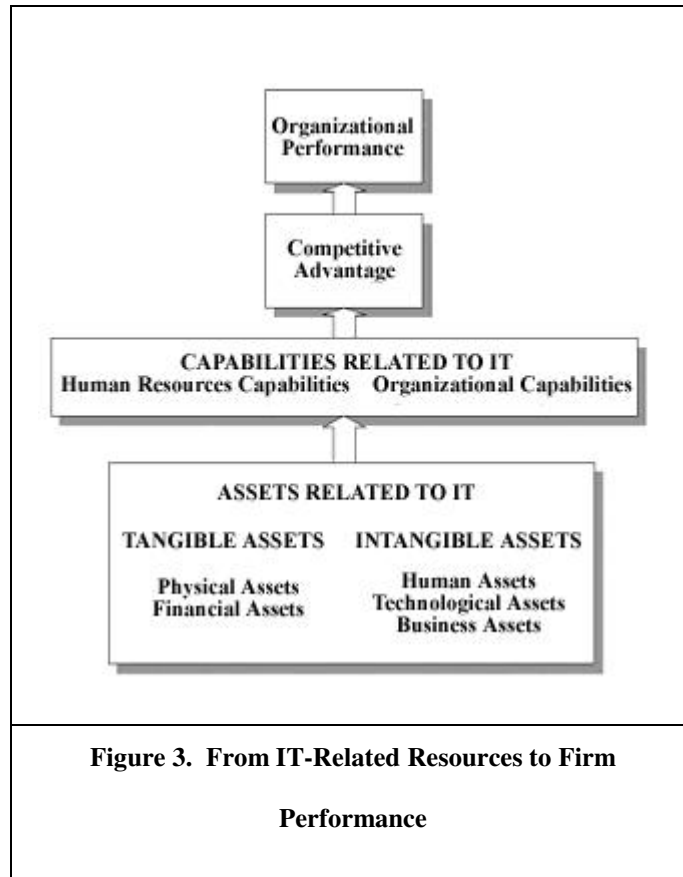 Organizational
Performance
Competitive
Advantage
CAPABILITIES RELATED TO IT
Human Resources Capabilities Organizational Capabilities
ASSETS RELATED TO IT
TANGIBLE ASSETS INTANGIBLE ASSETS
Physical Assets
Financial Assets
Human Assets
Technological Assets
Business Assets
Figure 3. From IT-Related Resources to Firm
Performance